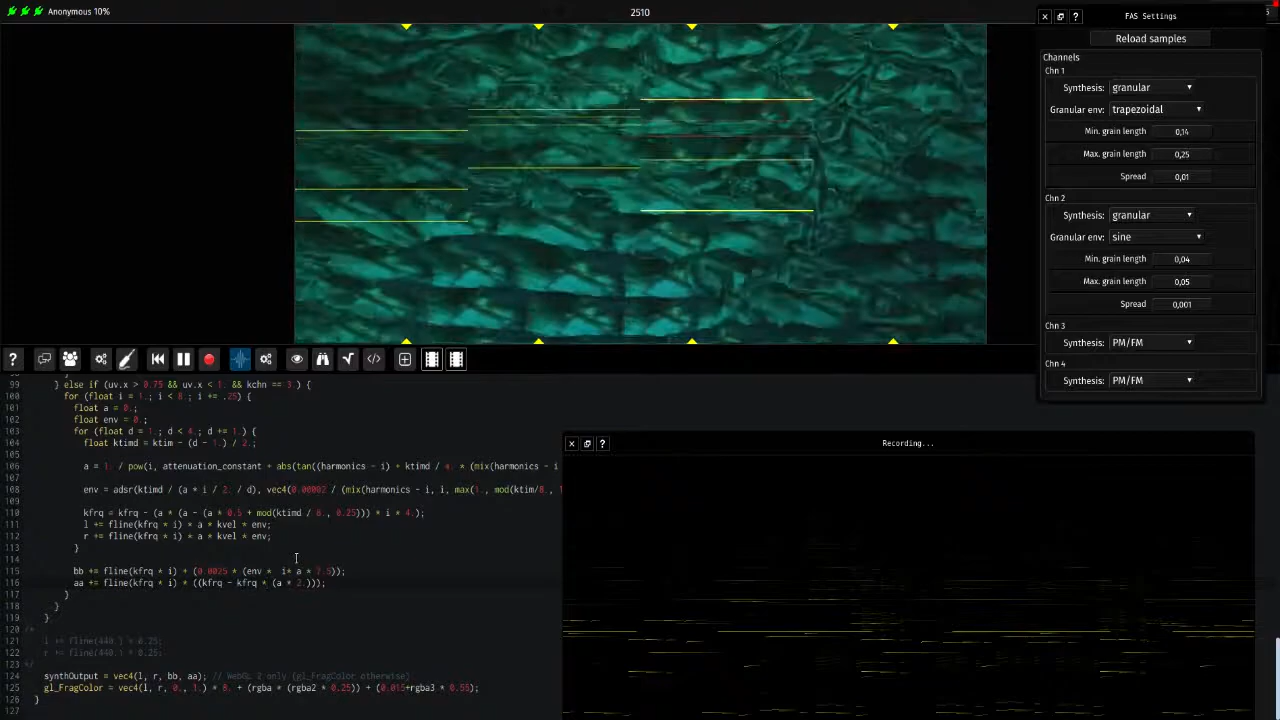 Anonymous 10%
2510
FAS Settings
Reload samples
Channels
Chn 1
Synthesis: granular
Granular env: trapezoidal
Min. grain length 0,14
Max. grain length 0,25
Spread 0,01
Chn 2
Synthesis: granular
Granular env: sine
Min. grain length 0,04
Max. grain length 0,05
Spread 0,001
Chn 3
Synthesis: PM/FM
Chn 4
Synthesis: PM/FM
99 } else if (uv.x > 0.75 && uv.x < 1. && kchn == 3.) {
100 for (float i = 1.; i < 8.; i += .25) {
101 float a = 0.;
102 float env = 0.;
103 for (float d = 1.; d < 4.; d += 1.) {
104 float ktimd = ktim - (d - 1.) / 2.;
105
106 a = 1. / pow(i, attenuation_constant + abs(tan((harmonics - i) + ktimd / 4. * (mix(harmonics - i
107
108 env = adsr(ktimd / (a * i / 2. / d), vec4(0.00002 / (mix(harmonics - i, i, max(1., mod(ktim/8., 1
109
110 kfrq = kfrq - (a * (a - (a * 0.5 + mod(ktimd / 8., 0.25))) * i * 4.);
111 l += fline(kfrq * i) * a * kvel * env;
112 r += fline(kfrq * i) * a * kvel * env;
113 }
114
115 bb += fline(kfrq * i) + (0.0025 * (env * i* a * 7.5));
116 aa += fline(kfrq * i) * ((kfrq - kfrq * (a * 2.)));
117 }
118 }
119 }
120 /*
121 l += fline(440.) * 0.25;
122 r += fline(440.) * 0.25;
123 */
124 synthOutput = vec4(l, r, bb, aa); // WebGL 2 only (gl_FragColor otherwise)
125 gl_FragColor = vec4(l, r, 0., 1.) * 8. + (rgba * (rgba2 * 0.25)) + (0.015+rgba3 * 0.55);
126 }
127
Recording...